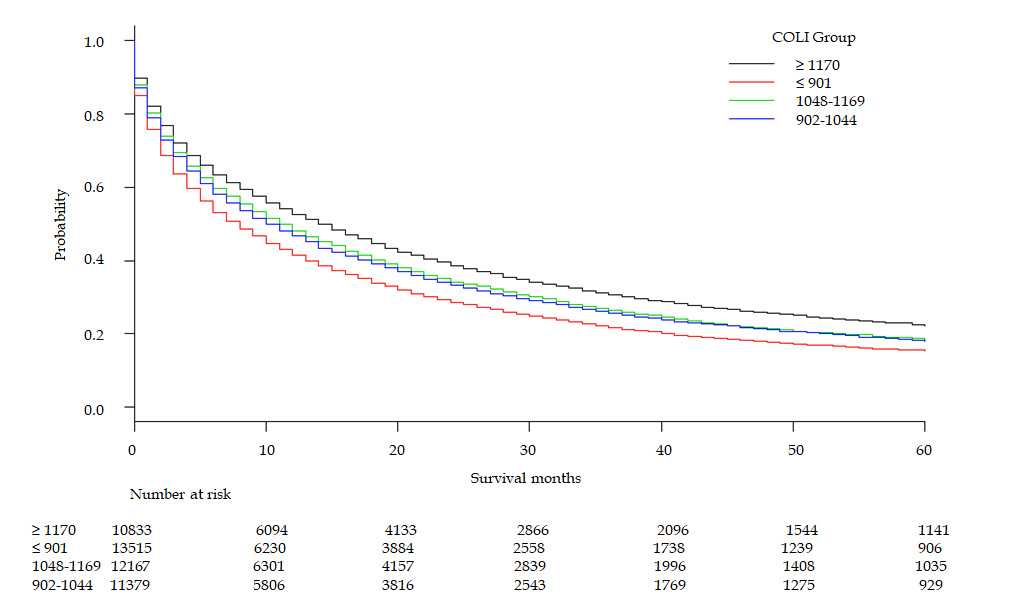 COLI Group
≥ 1170
≤ 901
1048-1169
902-1044
1.0
0.8
0.6
0.4
0.2
0.0
Probability
0 10 20 30 40 50 60
Survival months
Number at risk
≥ 1170 10833 6094 4133 2866 2096 1544 1141
≤ 901 13515 6230 3884 2558 1738 1239 906
1048-1169 12167 6301 4157 2839 1996 1408 1035
902-1044 11379 5806 3816 2543 1769 1275 929